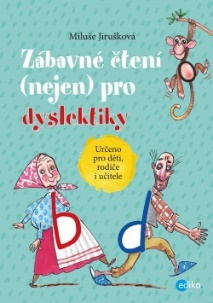 Miluše Jirušková
Zábavné čtení
(nejen) pro
dyslektiky
Určeno
pro děti,
rodiče
i učitele
b d
edika